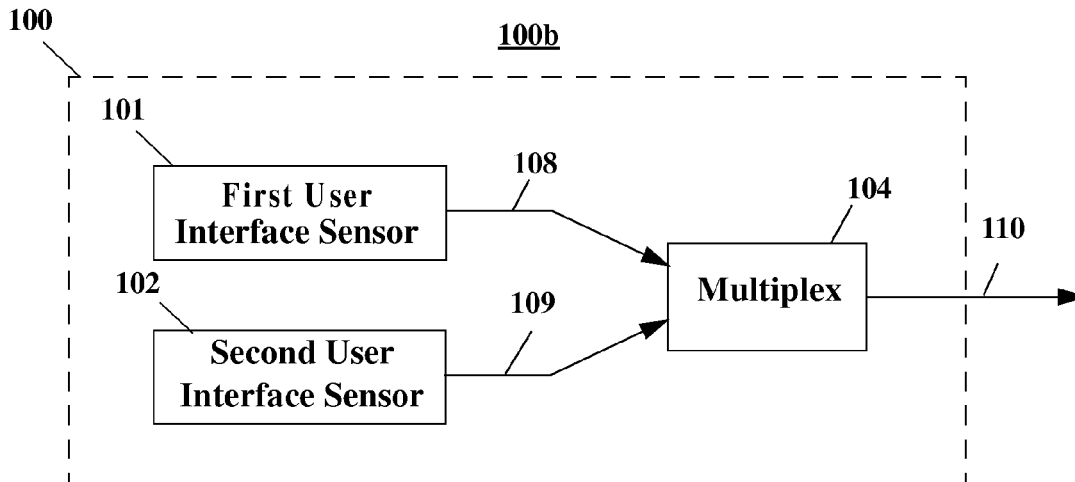 100
100b
101
First User
Interface Sensor
108
104
110
Multiplex
102
109
Second User
Interface Sensor